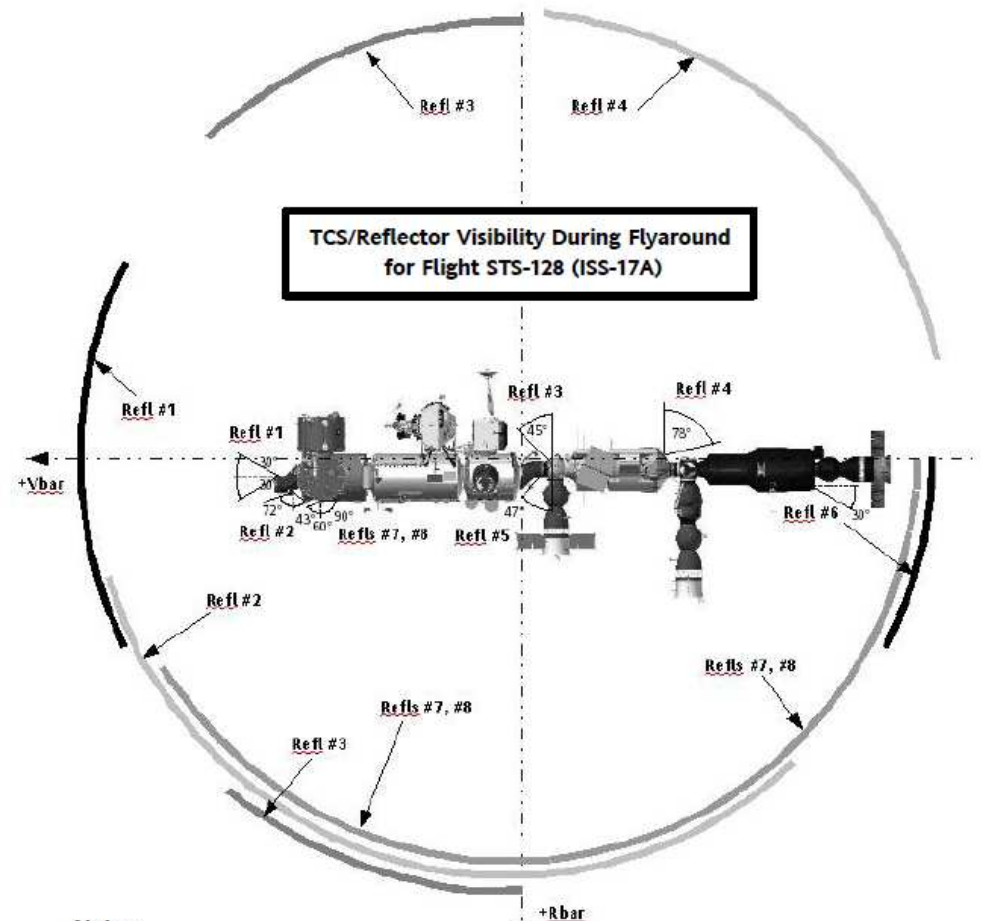 Refl #3
Refl #4
TCS/Reflector Visibility During Flyaround
for Flight STS-128 (ISS-17A)
Refl #1
Refl #3
Refl #4
Refl #1
45°
78°
30°
+Vbar
72°
43°
60°
90°
47°
30°
Refl #2
Refls #7, #8
Refl #5
Refl #6
Refl #2
Refls #7, #8
Refls #7, #8
Refl #3
+Rbar